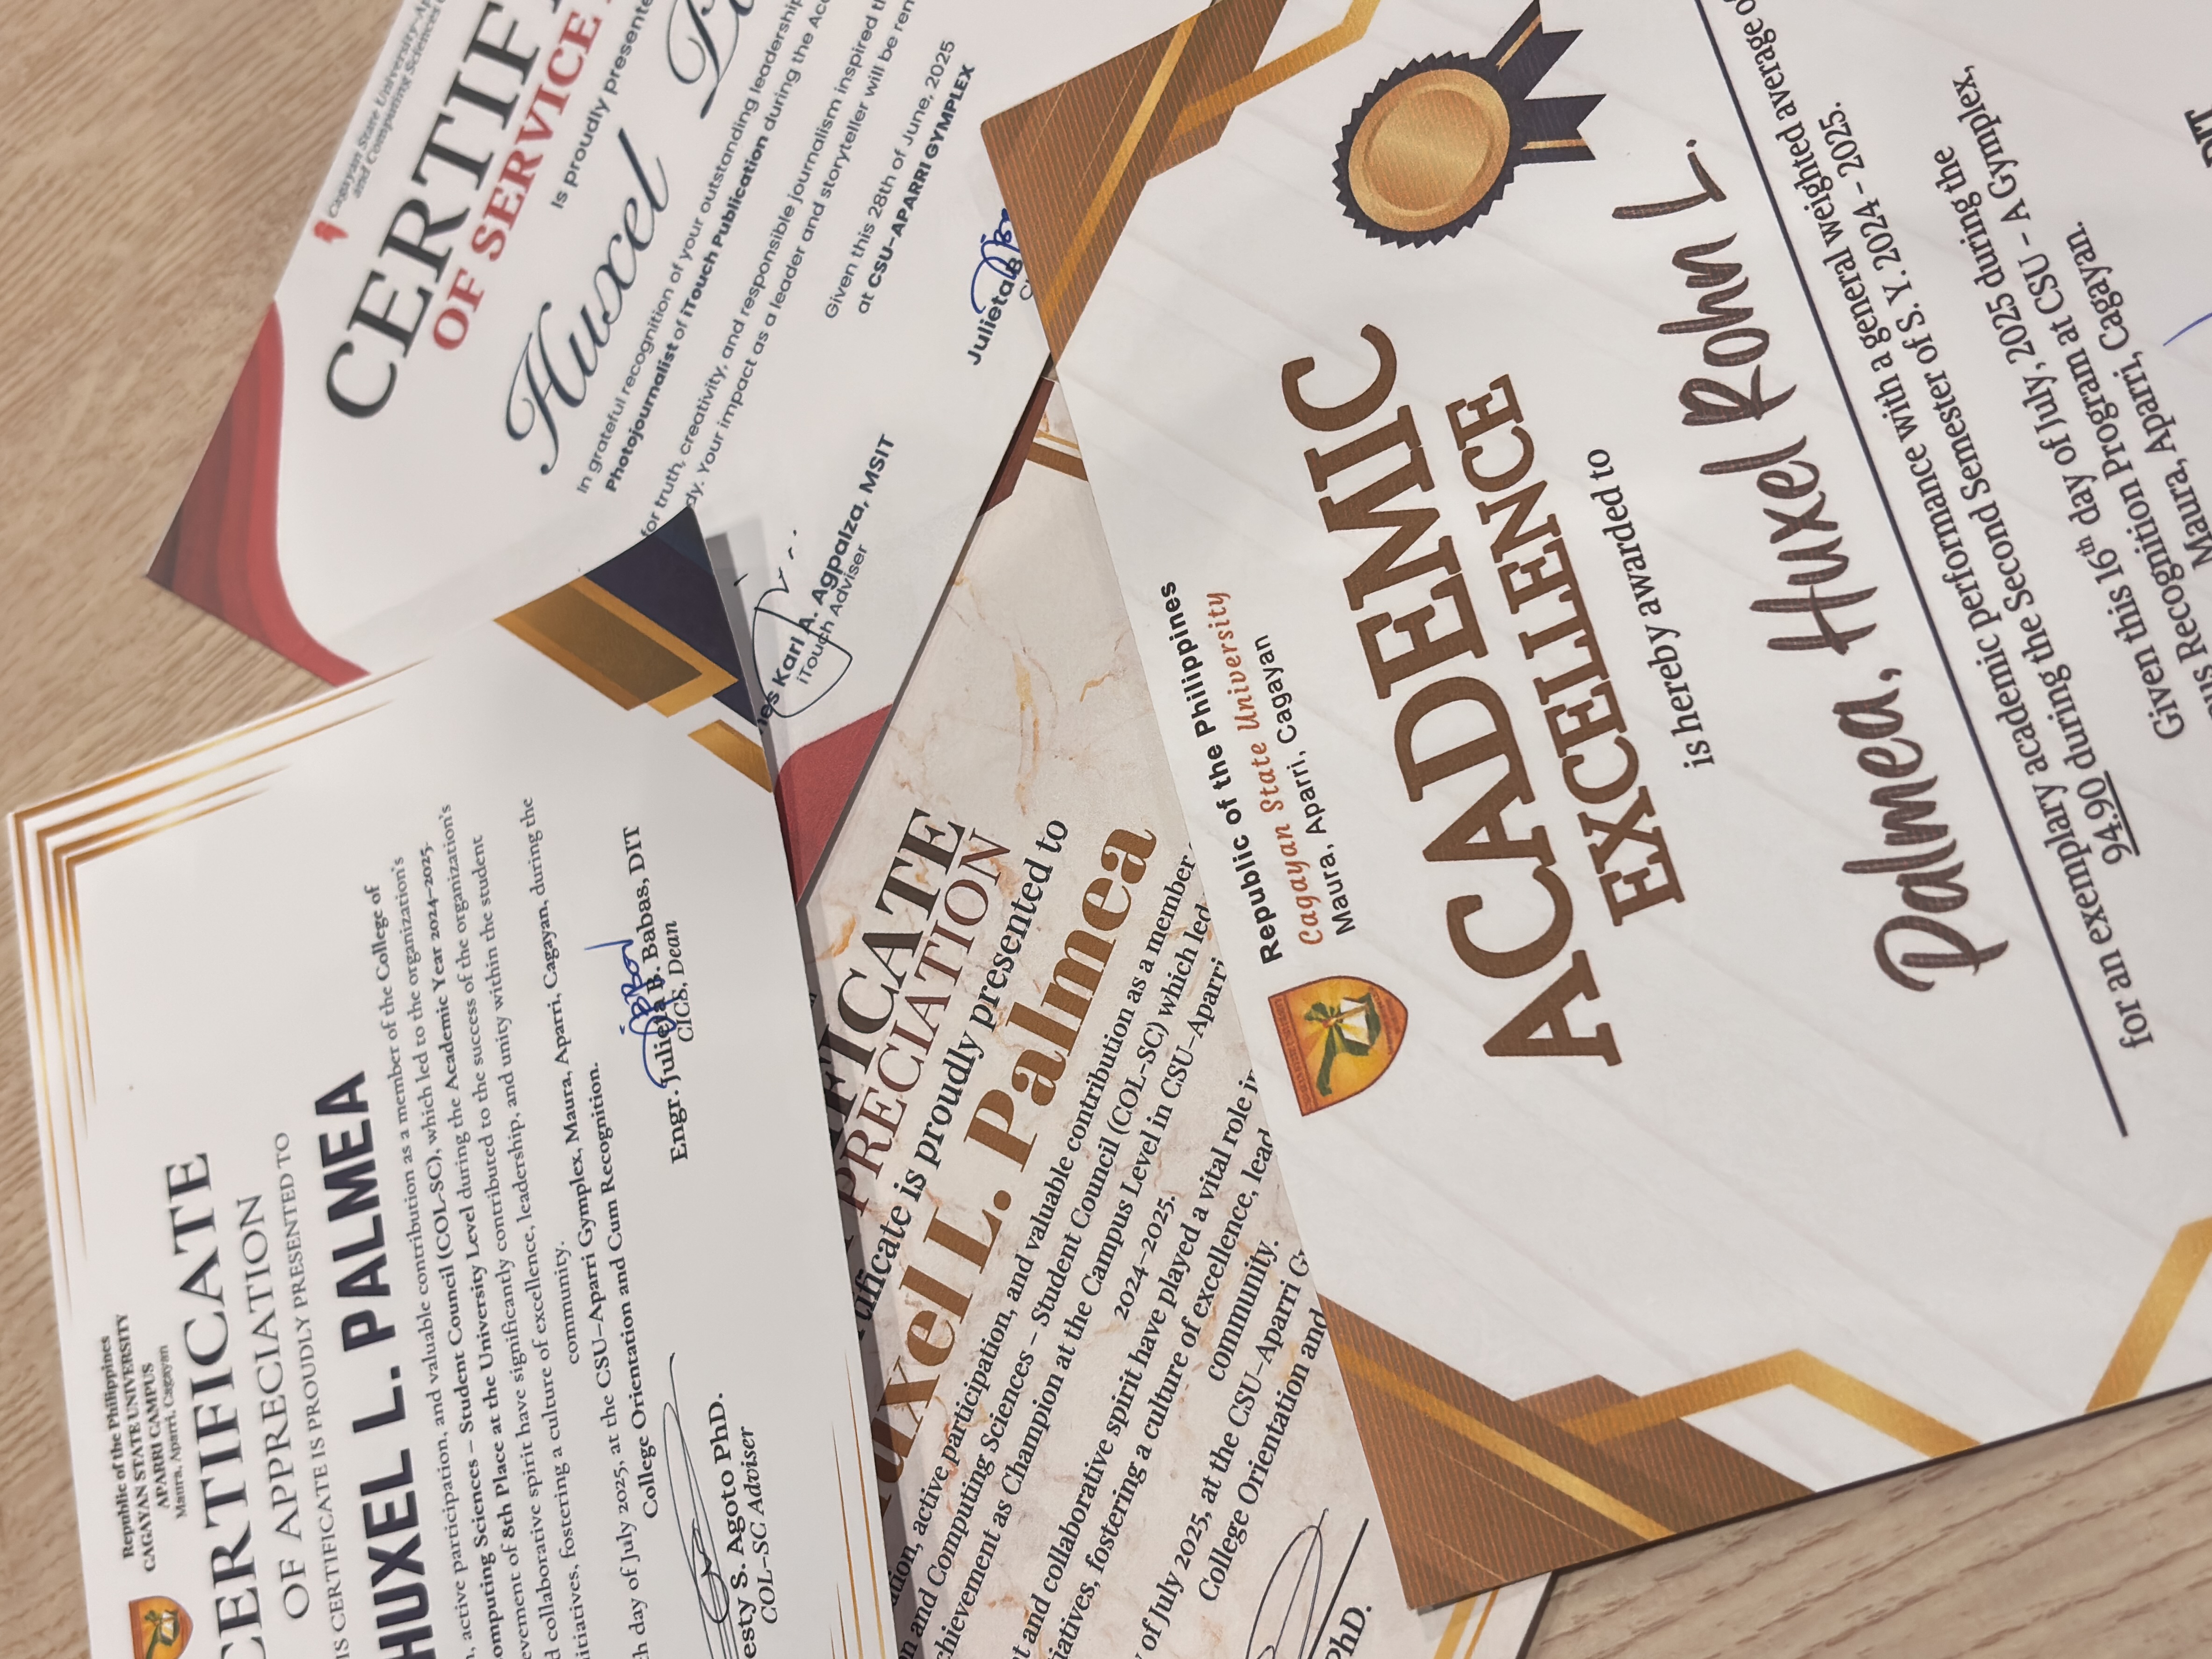 Republic of the Philippines
CAGAYAN STATE UNIVERSITY
APARRI CAMPUS
Maura, Aparri, Cagayan
CERTIFICATE
OF APPRECIATION
IS CERTIFICATE IS PROUDLY PRESENTED TO
HUXEL L. PALMEA
, active participation, and valuable contribution as a member of the College of
omputing Sciences – Student Council (COL-SC), which led to the organization's
evement of 8th Place at the University Level during the Academic Year 2024–2025.
d collaborative spirit have significantly contributed to the success of the organization's
itiatives, fostering a culture of excellence, leadership, and unity within the student
community.
h day of July 2025, at the CSU–Aparri Gymplex, Maura, Aparri, Cagayan, during the
College Orientation and Cum Recognition.
esty S. Agoto PhD.
COL-SC Adviser
Engr. Julieta B. Babas, DIT
CICS, Dean
Cagayan State University–Ap
and Computing Sciences
CERTIFI
OF SERVICE
Is proudly presente
Huxel
In grateful recognition of your outstanding leadership
Photojournalist of iTouch Publication during the Aca
for truth, creativity, and responsible journalism inspired th
dy. Your impact as a leader and storyteller will be rem
Given this 28th of June, 2025
at CSU-APARRI GYMPLEX
nes Karl A. Agpalza, MSIT
iTouch Adviser
Julieta B.
FICATE
PRECIATION
tificate is proudly presented to
uxel L. Palmea
ation, active participation, and valuable contribution as a member
n and Computing Sciences – Student Council (COL-SC) which led
chievement as Champion at the Campus Level in CSU–Aparri
2024–2025.
t and collaborative spirit have played a vital role in
iatives, fostering a culture of excellence, lead
community.
of July 2025, at the CSU–Aparri Gy
College Orientation and
PhD.
Republic of the Philippines
Cagayan State University
Maura, Aparri, Cagayan
ACADEMIC
EXCELLENCE
is hereby awarded to
Palmea, Huxel Rohn L.
for an exemplary academic performance with a general weighted average of
94.90 during the Second Semester of S. Y. 2024 – 2025.
Given this 16th day of July, 2025 during the
us Recognition Program at CSU – A Gymplex,
Maura, Aparri, Cagayan.
DIT